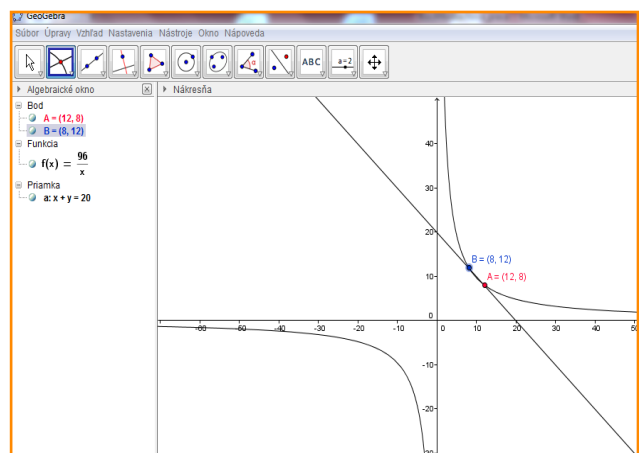 GeoGebra
Súbor Úpravy Vzhľad Nastavenia Nástroje Okno Nápoveda
ABC
a=2
α
Algebraické okno
Nákresňa
Bod
A = (12, 8)
B = (8, 12)
Funkcia
f(x) = 96/x
Priamka
a: x + y = 20
40
30
20
10
0
-10
-20
-30
-60 -50 -40 -30 -20 -10 0 10 20 30 40 50
B = (8, 12)
A = (12, 8)